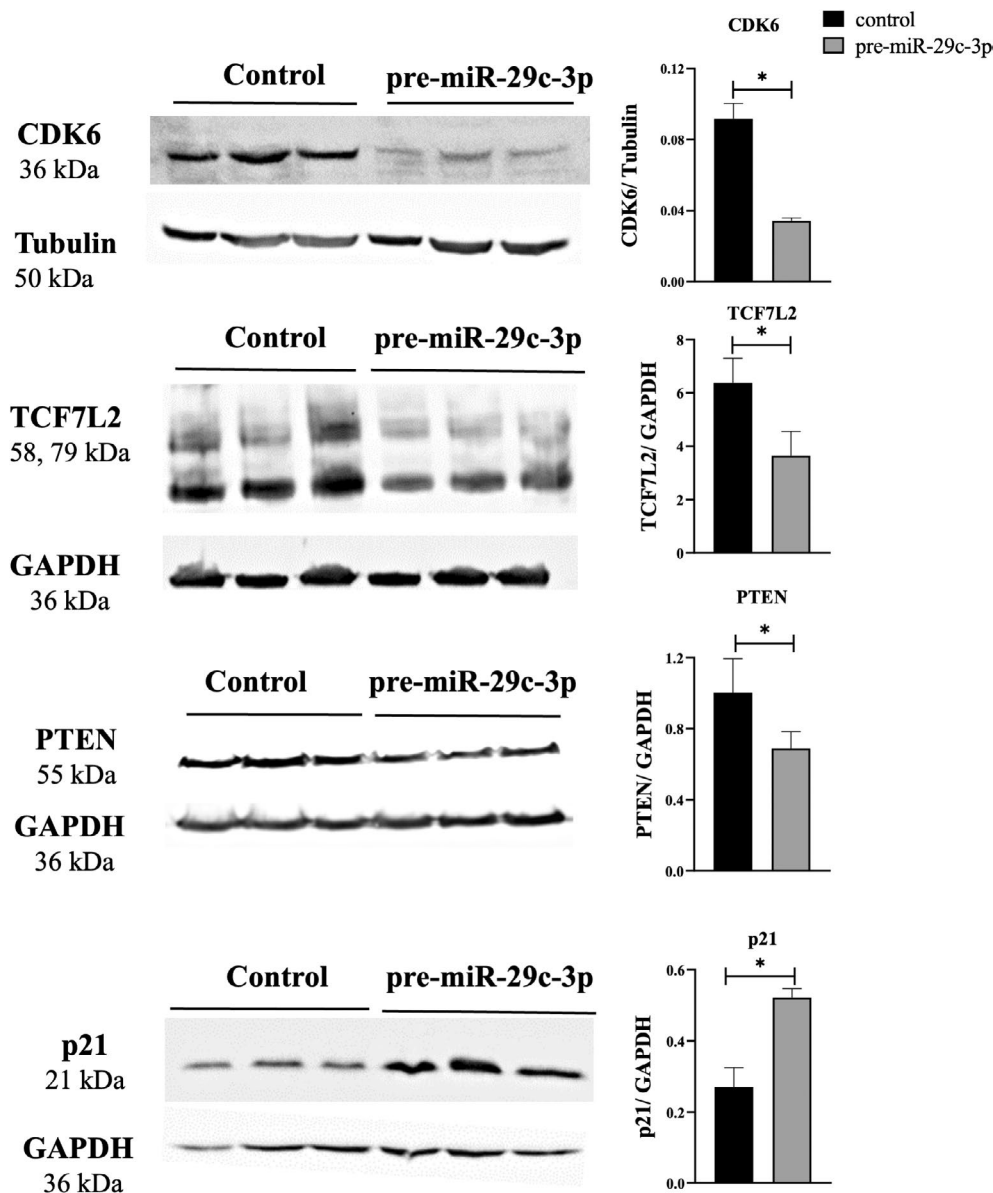 control
pre-miR-29c-3p
Control
pre-miR-29c-3p
CDK6
36 kDa
Tubulin
50 kDa
CDK6
*
CDK6/ Tubulin
0.12
0.08
0.04
0.00
Control
pre-miR-29c-3p
TCF7L2
58, 79 kDa
GAPDH
36 kDa
TCF7L2
*
TCF7L2/ GAPDH
8
6
4
2
0
Control
pre-miR-29c-3p
PTEN
55 kDa
GAPDH
36 kDa
PTEN
*
PTEN/ GAPDH
1.2
0.8
0.4
0.0
Control
pre-miR-29c-3p
p21
21 kDa
GAPDH
36 kDa
p21
*
p21/ GAPDH
0.6
0.4
0.2
0.0